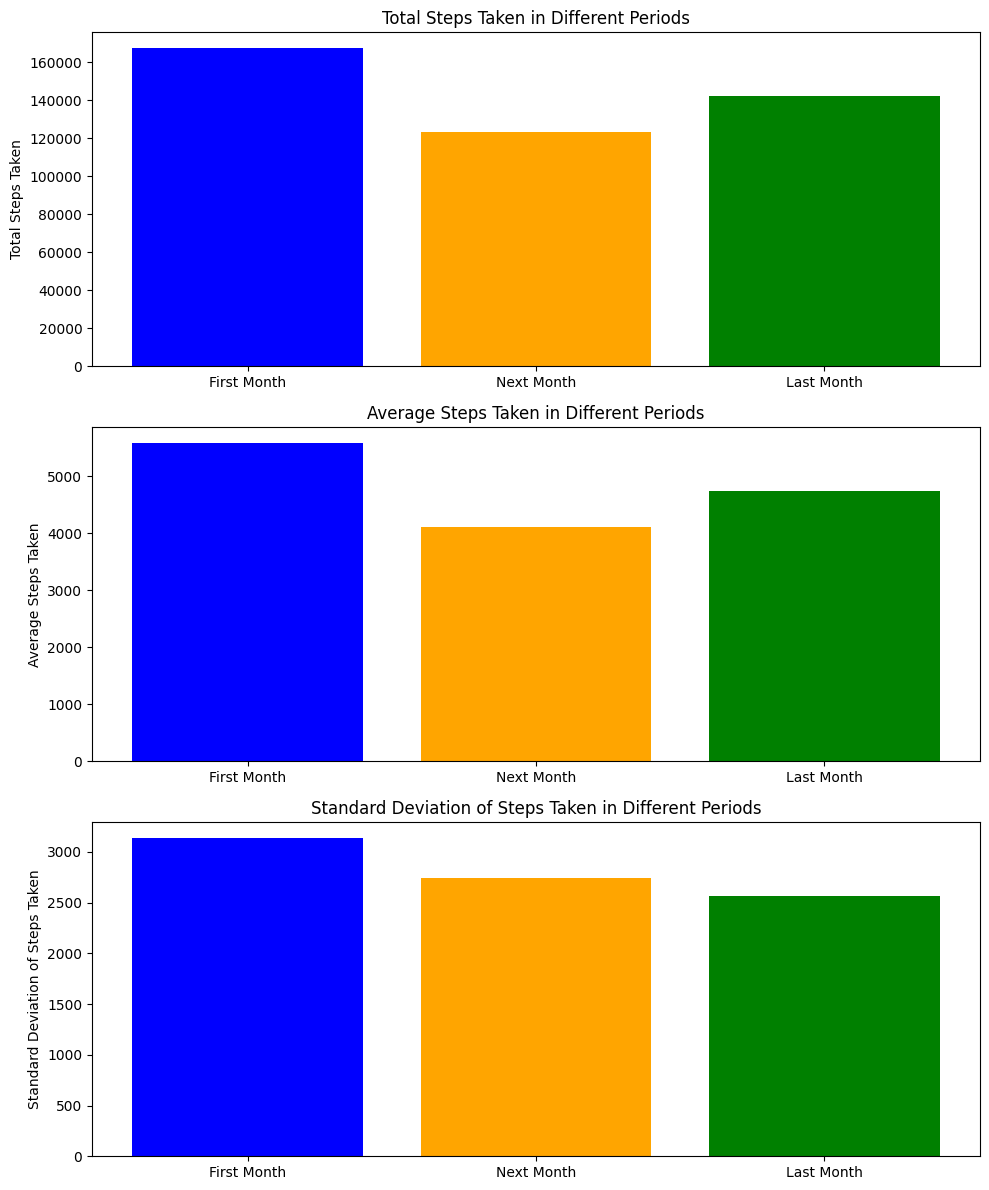 Total Steps Taken in Different Periods
Total Steps Taken
160000
140000
120000
100000
80000
60000
40000
20000
0
First Month Next Month Last Month
Average Steps Taken in Different Periods
Average Steps Taken
5000
4000
3000
2000
1000
0
First Month Next Month Last Month
Standard Deviation of Steps Taken in Different Periods
Standard Deviation of Steps Taken
3000
2500
2000
1500
1000
500
0
First Month Next Month Last Month